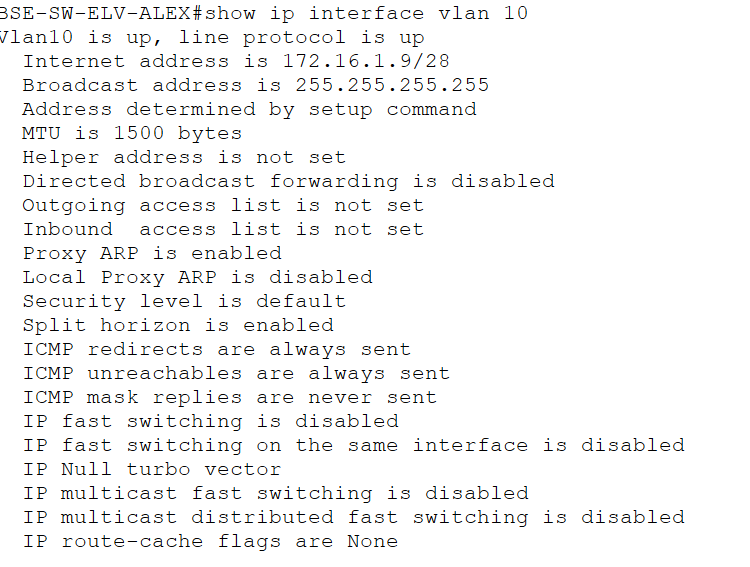 BSE-SW-ELV-ALEX#show ip interface vlan 10
Vlan10 is up, line protocol is up
  Internet address is 172.16.1.9/28
  Broadcast address is 255.255.255.255
  Address determined by setup command
  MTU is 1500 bytes
  Helper address is not set
  Directed broadcast forwarding is disabled
  Outgoing access list is not set
  Inbound  access list is not set
  Proxy ARP is enabled
  Local Proxy ARP is disabled
  Security level is default
  Split horizon is enabled
  ICMP redirects are always sent
  ICMP unreachables are always sent
  ICMP mask replies are never sent
  IP fast switching is disabled
  IP fast switching on the same interface is disabled
  IP Null turbo vector
  IP multicast fast switching is disabled
  IP multicast distributed fast switching is disabled
  IP route-cache flags are None